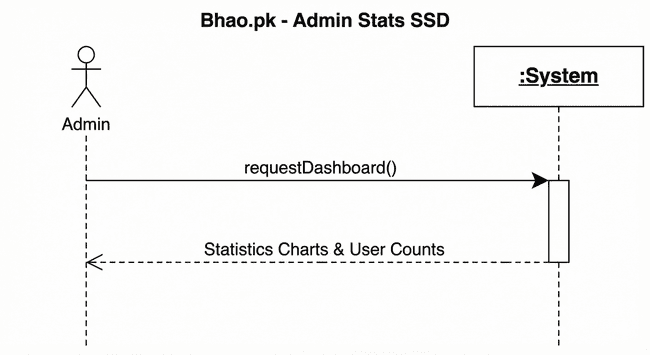 Bhao.pk - Admin Stats SSD
:System
Admin
requestDashboard()
Statistics Charts & User Counts